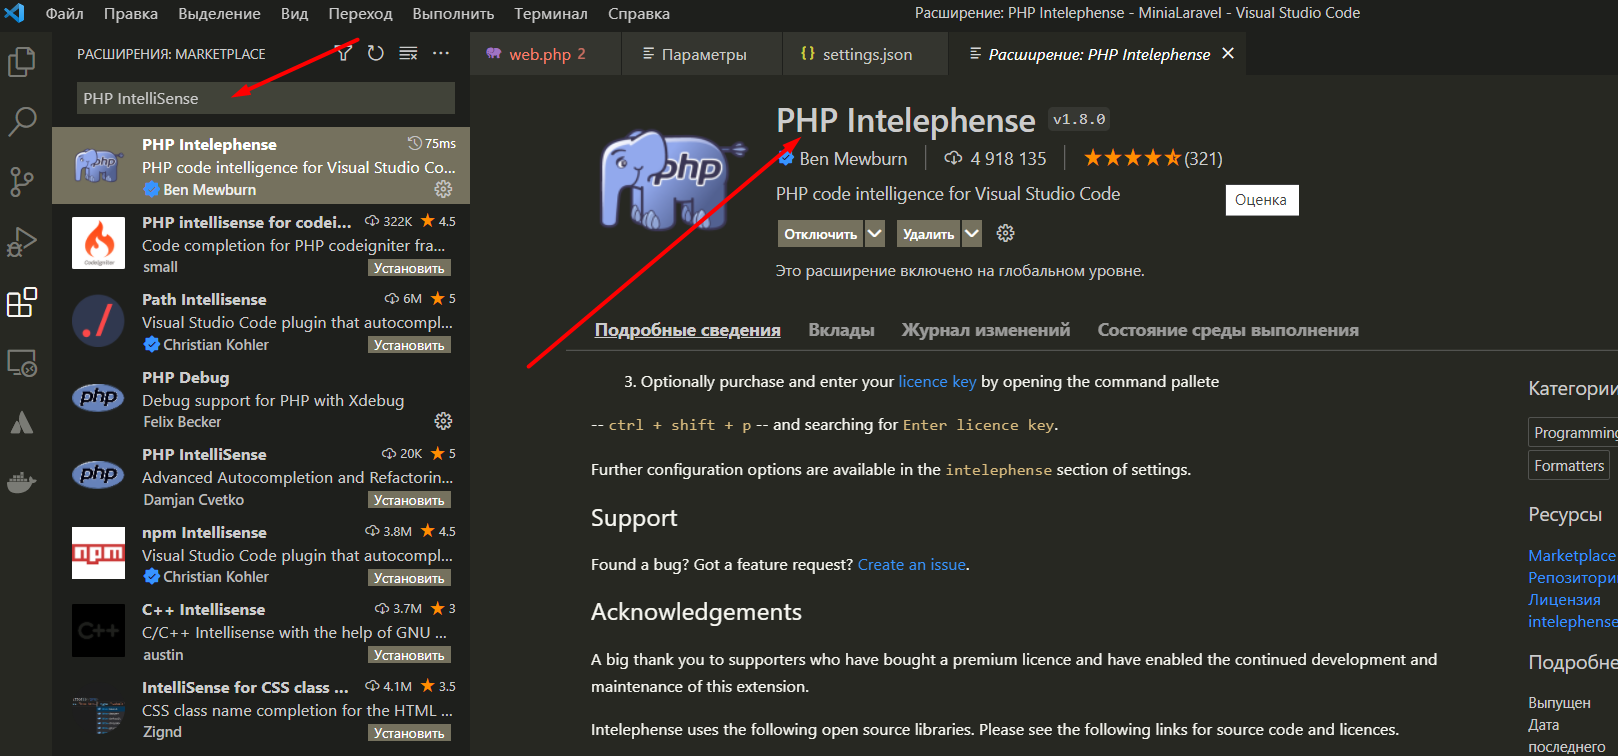 Файл Правка Выделение Вид Переход Выполнить Терминал Справка
Расширение: PHP Intelephense - MiniaLaravel - Visual Studio Code
РАСШИРЕНИЯ: MARKETPLACE
PHP IntelliSense
PHP Intelephense 75ms
PHP code intelligence for Visual Studio Co...
Ben Mewburn
PHP intellisense for codei... 322K 4.5
Code completion for PHP codeigniter fra...
small Установить
Path Intellisense 6M 5
Visual Studio Code plugin that autocompl...
Christian Kohler Установить
PHP Debug
Debug support for PHP with Xdebug
Felix Becker
PHP IntelliSense 20K 5
Advanced Autocompletion and Refactorin...
Damjan Cvetko Установить
npm Intellisense 3.8M 4.5
Visual Studio Code plugin that autocompl...
Christian Kohler Установить
C++ Intellisense 3.7M 3
C/C++ Intellisense with the help of GNU ...
austin Установить
IntelliSense for CSS class ... 4.1M 3.5
CSS class name completion for the HTML ...
Zignd Установить
php
CodeIgniter
./
php
php
npm
C++
web.php 2 Параметры {} settings.json Расширение: PHP Intelephense
php
PHP Intelephense v1.8.0
Ben Mewburn 4 918 135 (321)
PHP code intelligence for Visual Studio Code
Оценка
Отключить Удалить
Это расширение включено на глобальном уровне.
Подробные сведения Вклады Журнал изменений Состояние среды выполнения
3. Optionally purchase and enter your licence key by opening the command pallete
-- ctrl + shift + p -- and searching for Enter licence key.
Further configuration options are available in the intelephense section of settings.
Support
Found a bug? Got a feature request? Create an issue.
Acknowledgements
A big thank you to supporters who have bought a premium licence and have enabled the continued development and
maintenance of this extension.
Intelephense uses the following open source libraries. Please see the following links for source code and licences.
Категории
Programming
Formatters
Ресурсы
Marketplace
Репозитори
Лицензия
intelephense
Подробне
Выпущен
Дата
последнего